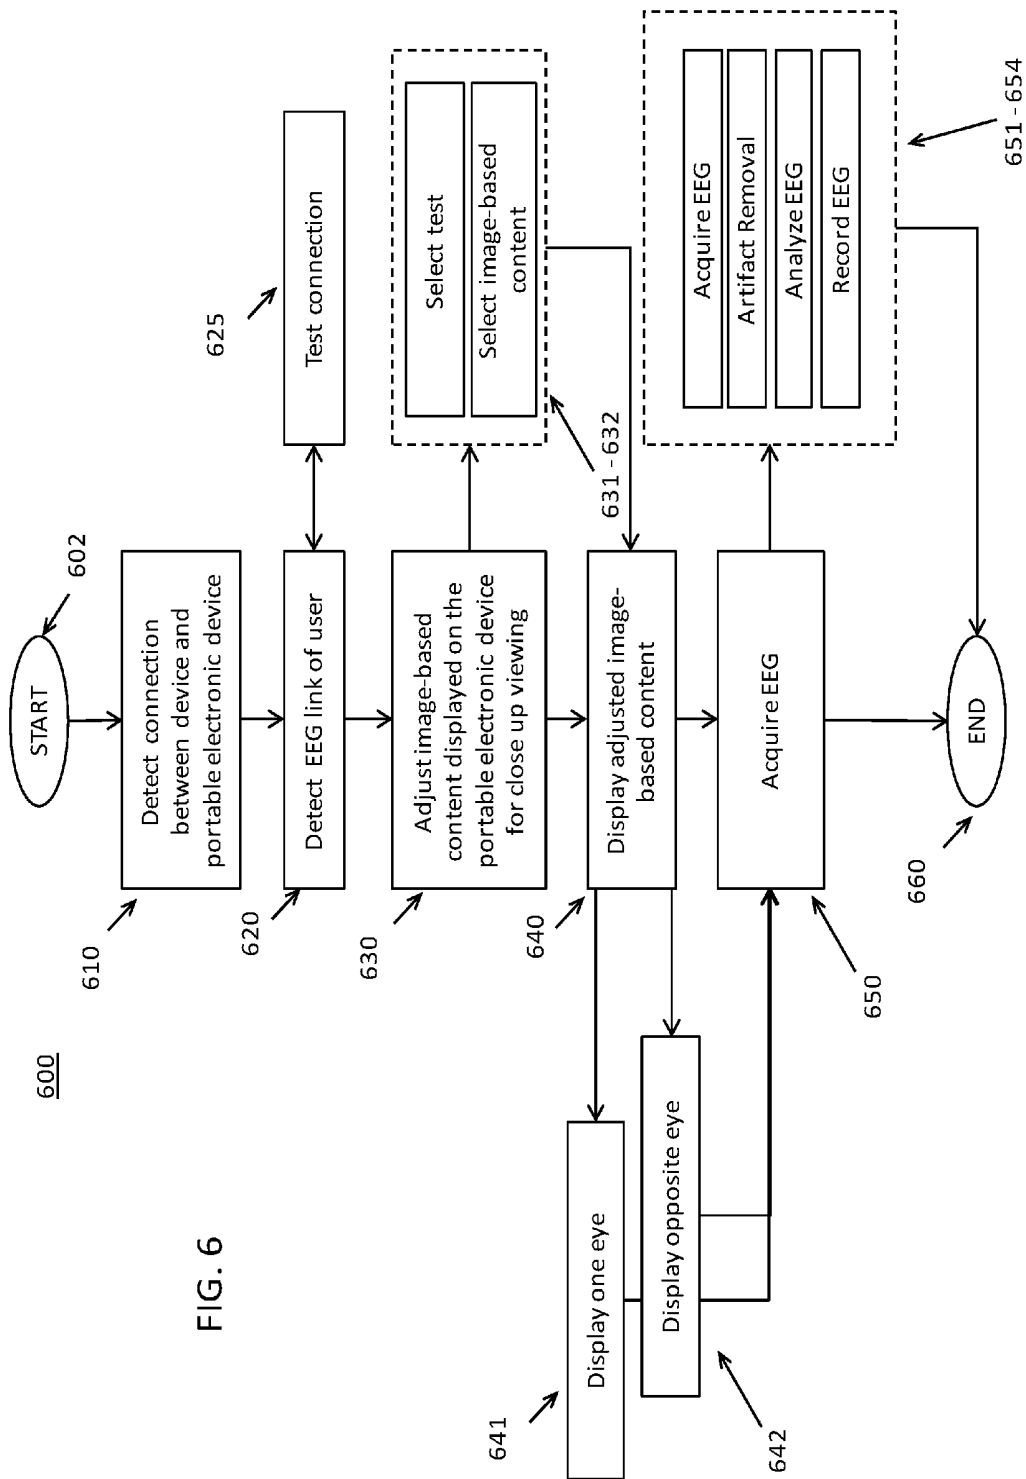 600
START
602
Detect connection
between device and
portable electronic device
610
Detect EEG link of user
620
Test connection
625
Adjust image-based
content displayed on the
portable electronic device
for close up viewing
630
Select test
Select image-based
content
631 - 632
Display adjusted image-
based content
640
Display one eye
641
Display opposite eye
642
Acquire EEG
650
Acquire EEG
Artifact Removal
Analyze EEG
Record EEG
651 - 654
END
660
FIG. 6